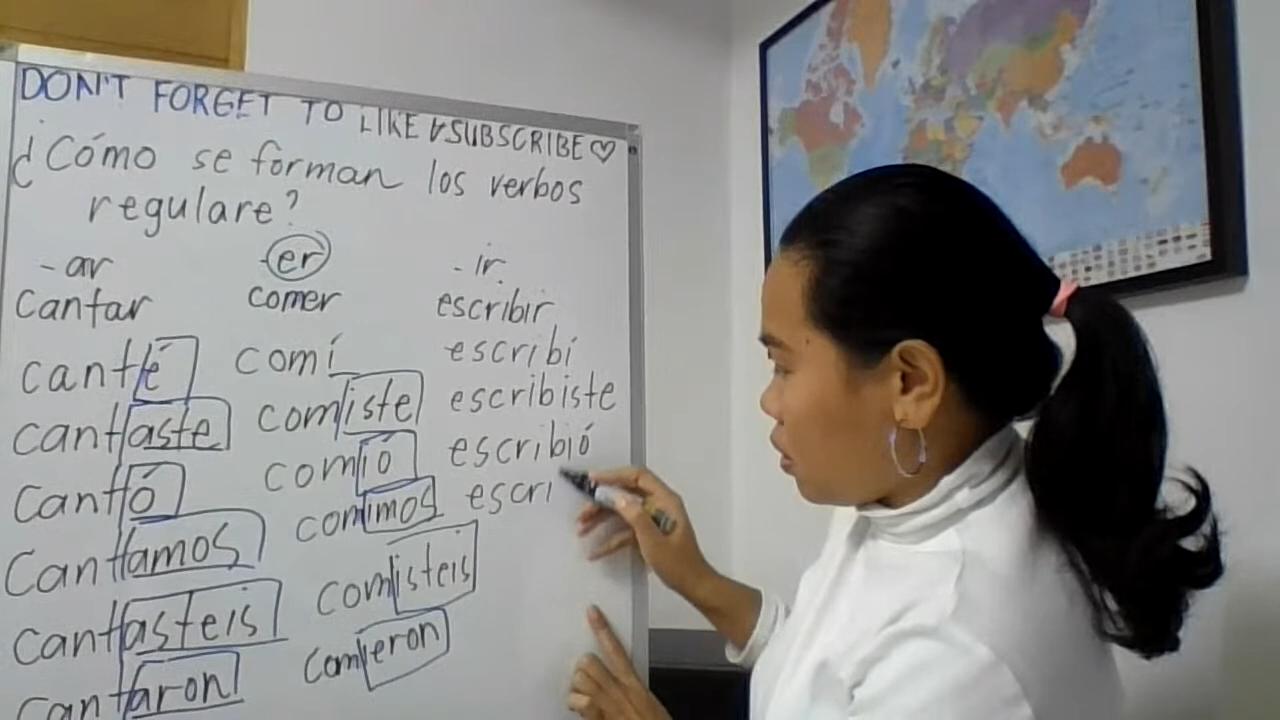 DON'T FORGET TO LIKE & SUBSCRIBE ♡
¿Cómo se forman los verbos
regulare?
-ar -er -ir
Cantar comer escribir
canté comí escribí
cantaste comiste escribiste
cantó comió escribió
Cantamos comimos escri
cantasteis comisteis
cantaron comieron